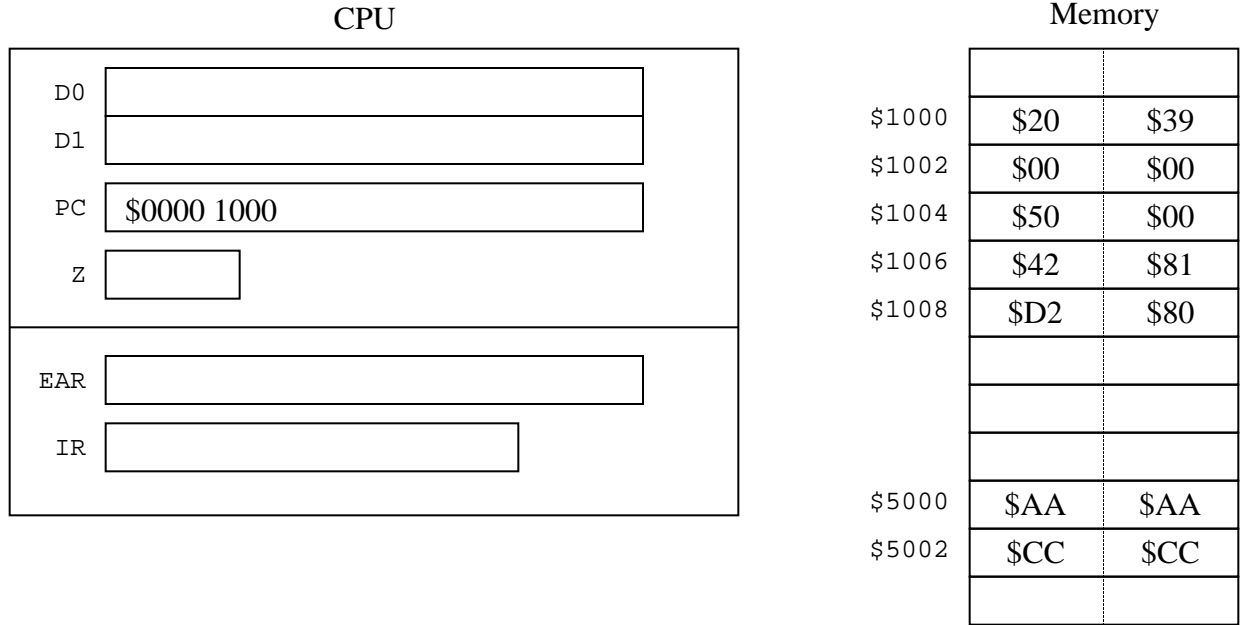 CPU
D0
D1
PC $0000 1000
Z
EAR
IR
Memory
$1000 $20 $39
$1002 $00 $00
$1004 $50 $00
$1006 $42 $81
$1008 $D2 $80
$5000 $AA $AA
$5002 $CC $CC